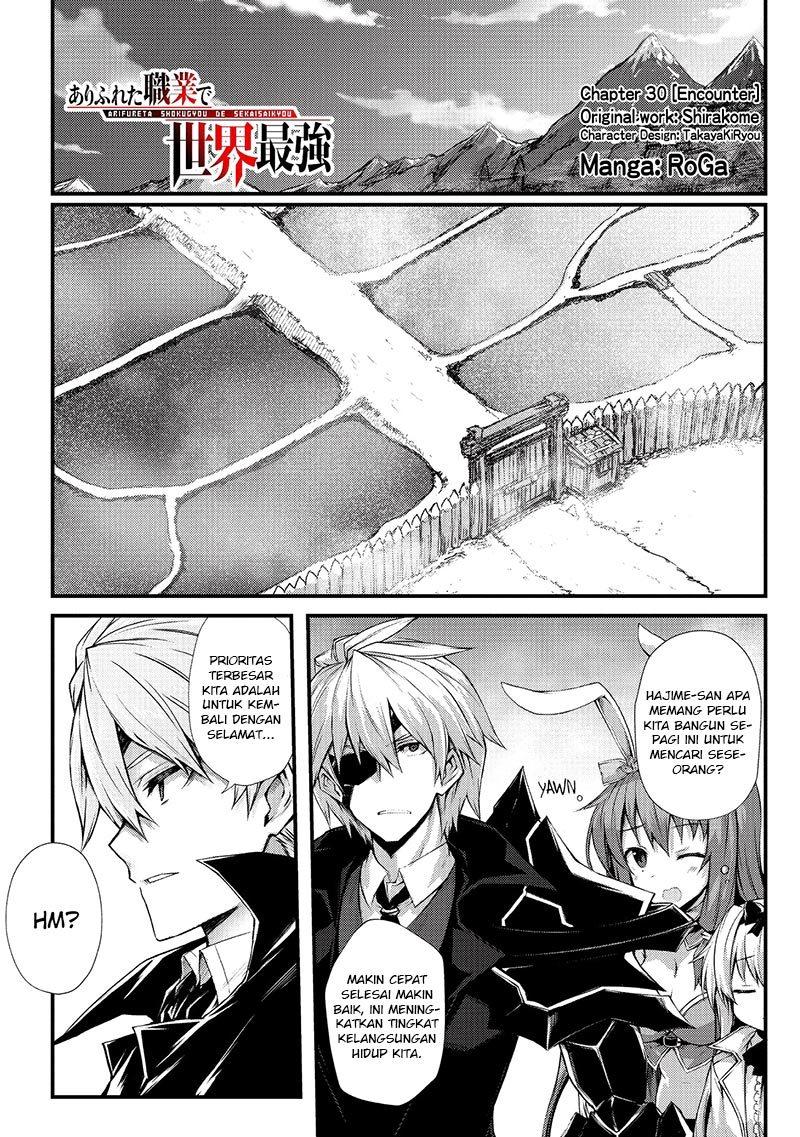 ありふれた職業で
ARIFURETA SHOKUGYOU DE SEKAISAIKYOU
世界最強
Chapter 30 [Encounter]
Original work: Shirakome
Character Design: TakayaKiRyou
Manga: RoGa
HAJIME-SAN APA
MEMANG PERLU
KITA BANGUN SE-
PAGI INI UNTUK
MENCARI SESE-
ORANG?
YAWN
MAKIN CEPAT
SELESAI MAKIN
BAIK, INI MENING-
KATKAN TINGKAT
KELANGSUNGAN
HIDUP KITA.
PRIORITAS
TERBESAR
KITA ADALAH
UNTUK KEM-
BALI DENGAN
SELAMAT...
HM?